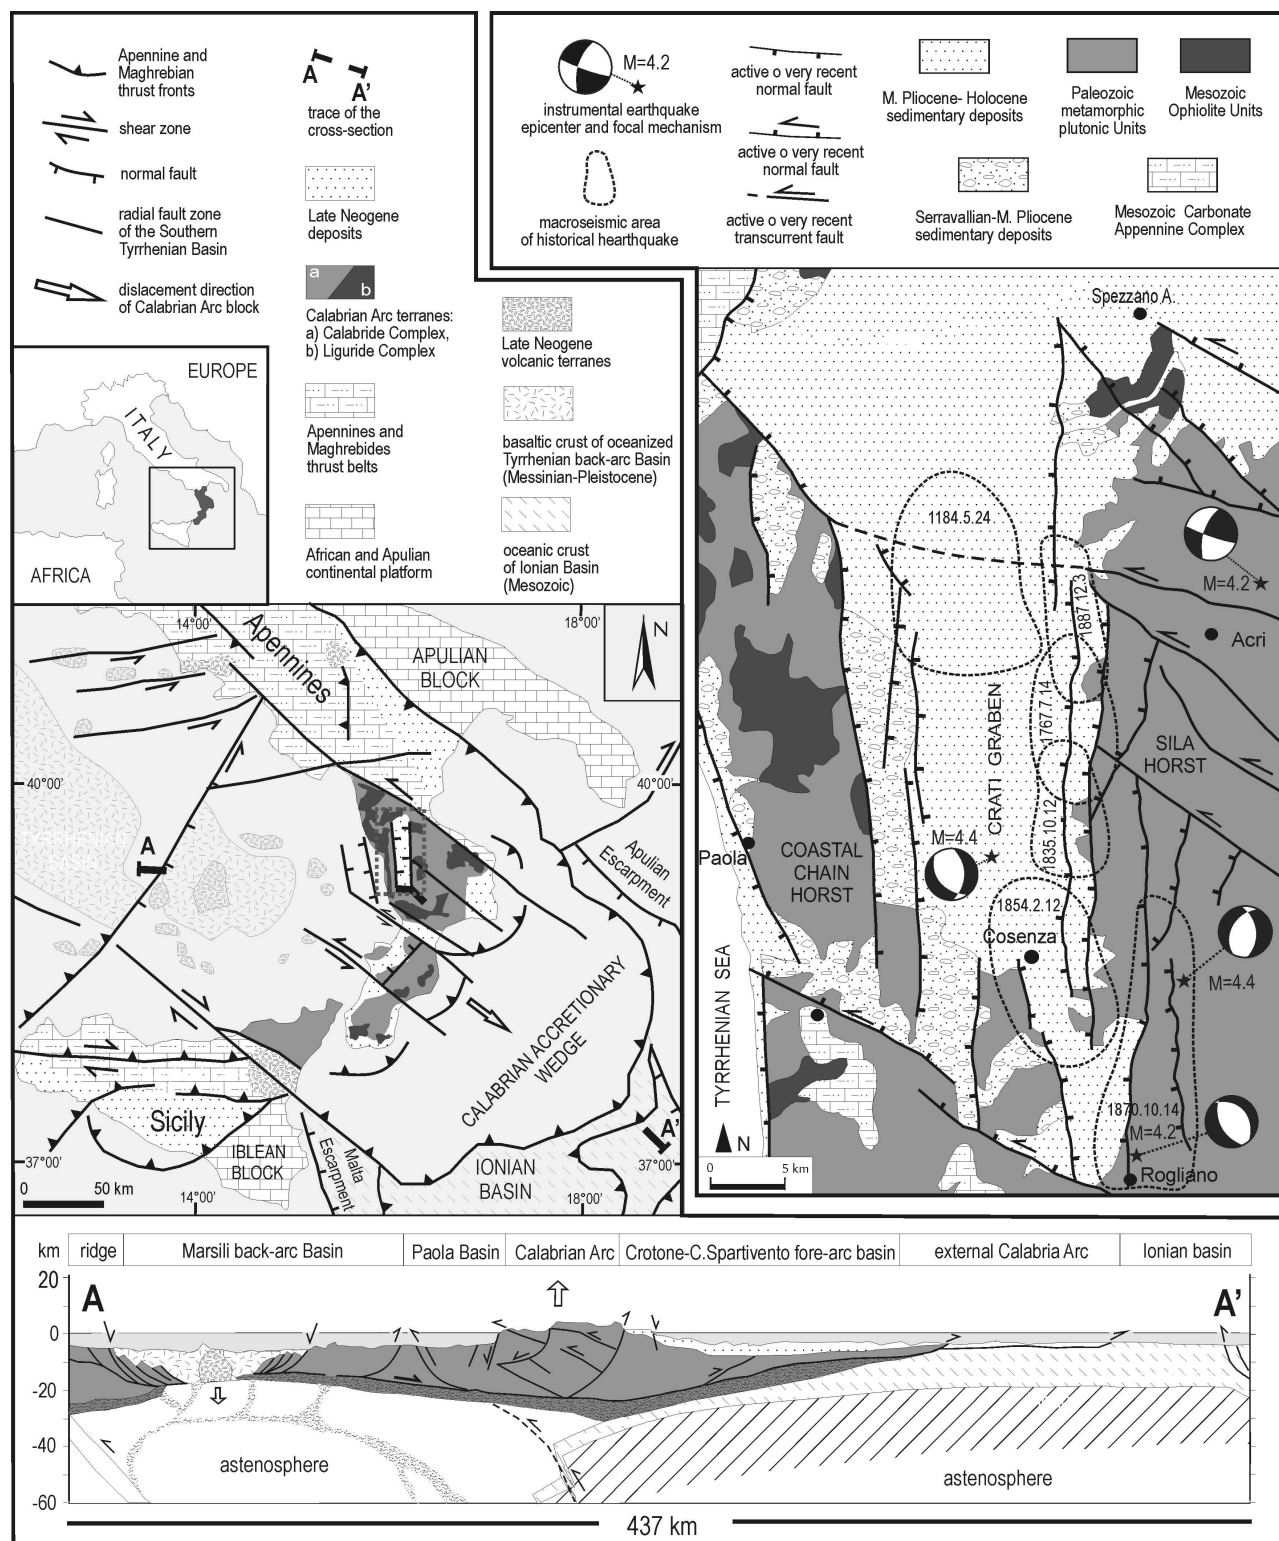 Apennine and
Maghrebian
thrust fronts
shear zone
normal fault
radial fault zone
of the Southern
Tyrrhenian Basin
dislacement direction
of Calabrian Arc block
A
A'
trace of the
cross-section
Late Neogene
deposits
a
b
Calabrian Arc terranes:
a) Calabride Complex,
b) Liguride Complex
Apennines and
Maghrebides
thrust belts
African and Apulian
continental platform
Late Neogene
volcanic terranes
basaltic crust of oceanized
Tyrrhenian back-arc Basin
(Messinian-Pleistocene)
oceanic crust
of Ionian Basin
(Mesozoic)
M=4.2
instrumental earthquake
epicenter and focal mechanism
macroseismic area
of historical hearthquake
active o very recent
normal fault
active o very recent
normal fault
active o very recent
transcurrent fault
M. Pliocene- Holocene
sedimentary deposits
Serravallian-M. Pliocene
sedimentary deposits
Paleozoic
metamorphic
plutonic Units
Mesozoic
Ophiolite Units
Mesozoic Carbonate
Appennine Complex
EUROPE
ITALY
AFRICA
14°00'
18°00'
N
Apennines
APULIAN
BLOCK
40°00'
40°00'
A
Apulian
Escarpment
CALABRIAN ACCRETIONARY
WEDGE
Sicily
IBLEAN
BLOCK
Malta
Escarpment
IONIAN
BASIN
A'
37°00'
37°00'
0 50 km
14°00'
18°00'
Spezzano A.
1184.5.24
M=4.2
1887.12.3
Acri
1767.7.14
CRATI GRABEN
SILA
HORST
1835.10.12
M=4.4
Paola
COASTAL
CHAIN
HORST
1854.2.12
Cosenza
M=4.4
TYRRHENIAN SEA
N
0 5 km
1870.10.14
M=4.2
Rogliano
km
ridge
Marsili back-arc Basin
Paola Basin
Calabrian Arc
Crotone-C.Spartivento fore-arc basin
external Calabria Arc
Ionian basin
20
A
A'
0
-20
-40
astenosphere
astenosphere
-60
437 km